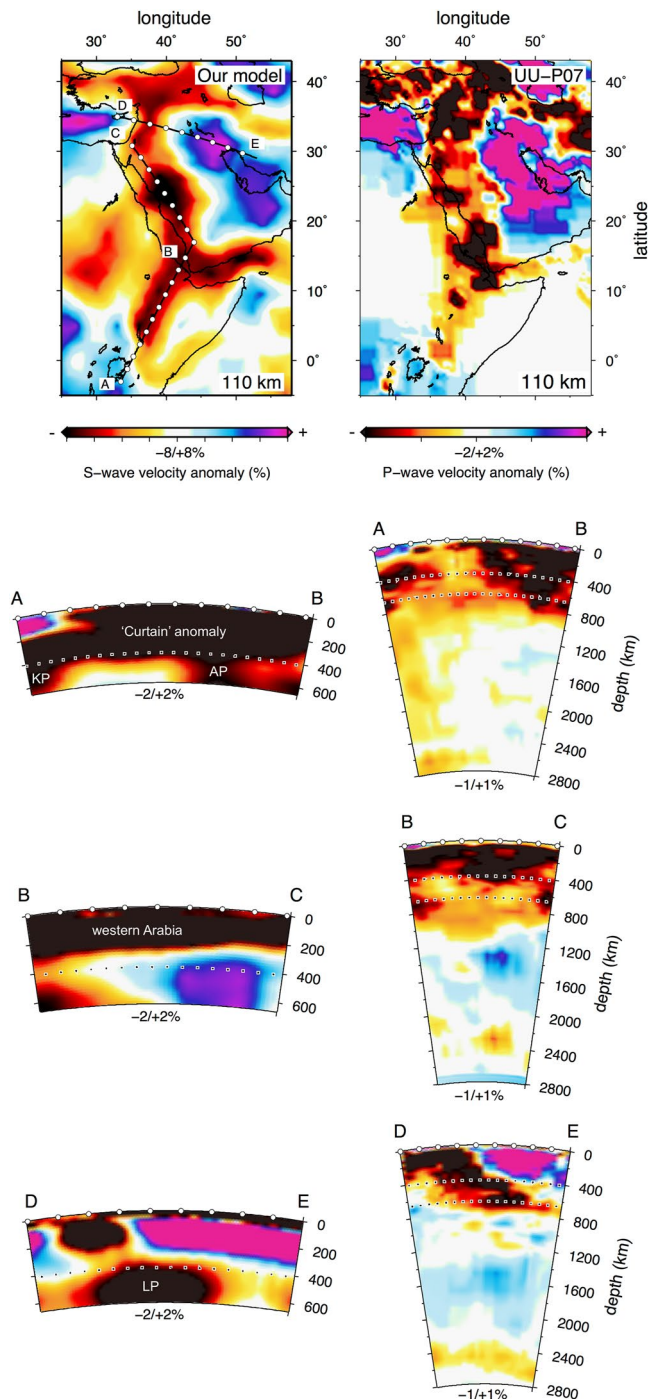 longitude longitude
30° 40° 50° 30° 40° 50°
Our model UU−P07
40°
D
C E
30°
20°
latitude
B
10°
0°
A 110 km 110 km
- + - +
−8/+8% −2/+2%
S−wave velocity anomaly (%) P−wave velocity anomaly (%)
A B
0
400
800
1200
1600
2000
2400
2800
depth (km)
−1/+1%
A B
0
200
400
600
'Curtain' anomaly
KP AP
−2/+2%
B C
0
400
800
1200
1600
2000
2400
2800
depth (km)
−1/+1%
B C
0
200
400
600
western Arabia
−2/+2%
D E
0
400
800
1200
1600
2000
2400
2800
depth (km)
−1/+1%
D E
0
200
400
600
LP
−2/+2%